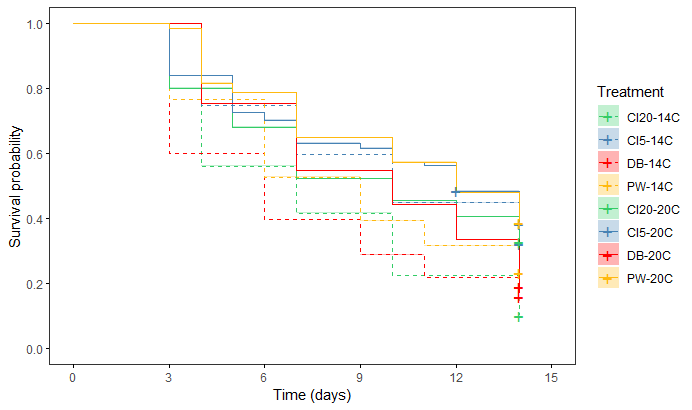 Survival probability
1.0
0.8
0.6
0.4
0.2
0.0
0
3
6
9
12
15
Time (days)
Treatment
CI20-14C
CI5-14C
DB-14C
PW-14C
CI20-20C
CI5-20C
DB-20C
PW-20C